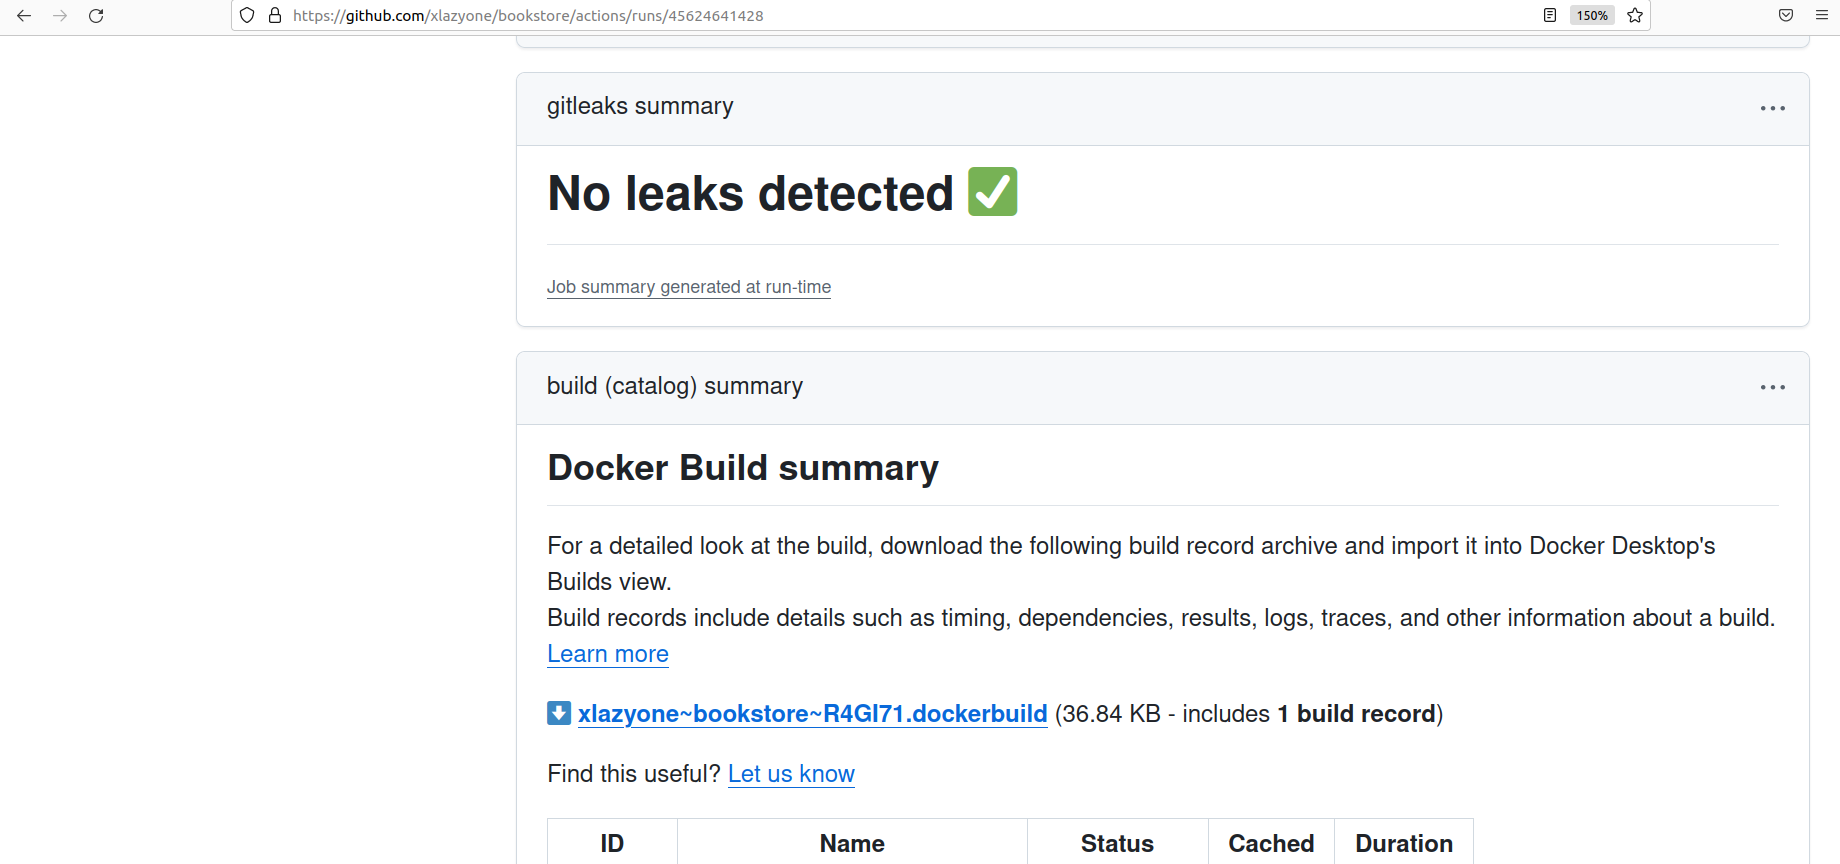 https://github.com/xlazyone/bookstore/actions/runs/45624641428
150%
gitleaks summary
No leaks detected ✅
Job summary generated at run-time
build (catalog) summary
Docker Build summary
For a detailed look at the build, download the following build record archive and import it into Docker Desktop's
Builds view.
Build records include details such as timing, dependencies, results, logs, traces, and other information about a build.
Learn more
xlazyone~bookstore~R4GI71.dockerbuild (36.84 KB - includes 1 build record)
Find this useful? Let us know
ID Name Status Cached Duration